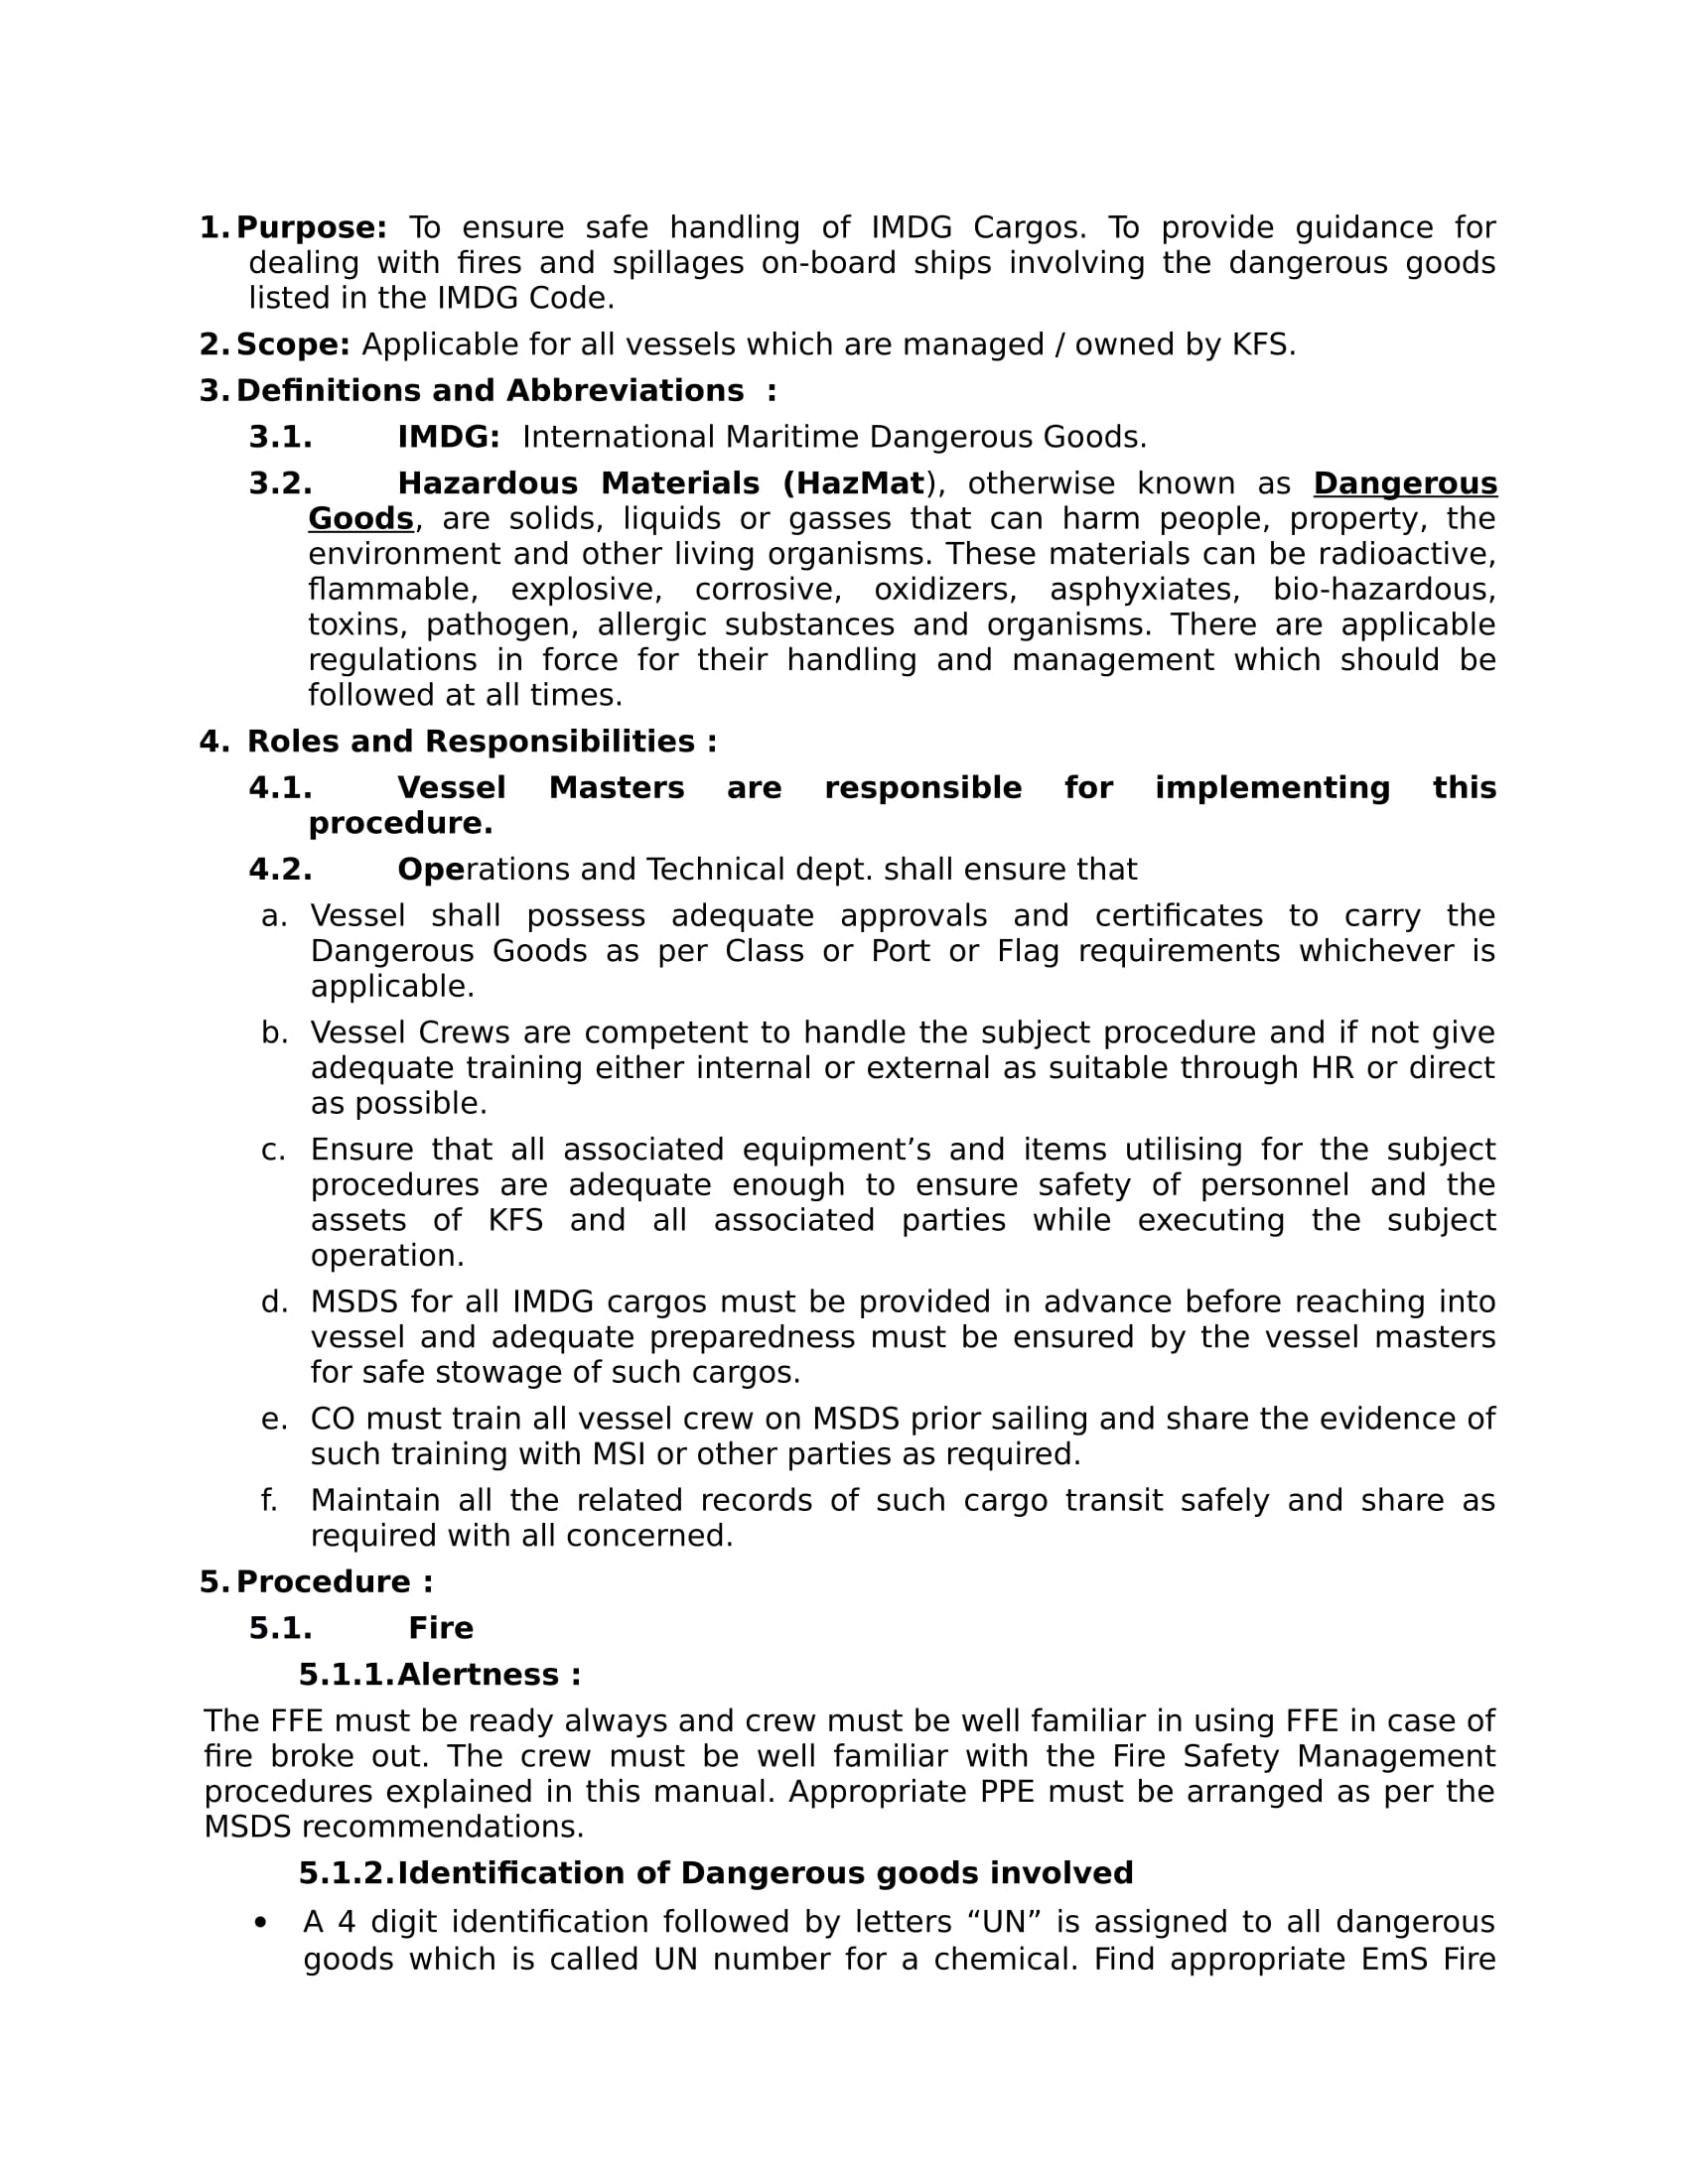 1. Purpose: To ensure safe handling of IMDG Cargos. To provide guidance for
dealing with fires and spillages on-board ships involving the dangerous goods
listed in the IMDG Code.
2. Scope: Applicable for all vessels which are managed / owned by KFS.
3. Definitions and Abbreviations :
3.1. IMDG: International Maritime Dangerous Goods.
3.2. Hazardous Materials (HazMat), otherwise known as Dangerous
Goods, are solids, liquids or gasses that can harm people, property, the
environment and other living organisms. These materials can be radioactive,
flammable, explosive, corrosive, oxidizers, asphyxiates, bio-hazardous,
toxins, pathogen, allergic substances and organisms. There are applicable
regulations in force for their handling and management which should be
followed at all times.
4. Roles and Responsibilities :
4.1. Vessel Masters are responsible for implementing this
procedure.
4.2. Operations and Technical dept. shall ensure that
a. Vessel shall possess adequate approvals and certificates to carry the
Dangerous Goods as per Class or Port or Flag requirements whichever is
applicable.
b. Vessel Crews are competent to handle the subject procedure and if not give
adequate training either internal or external as suitable through HR or direct
as possible.
c. Ensure that all associated equipment’s and items utilising for the subject
procedures are adequate enough to ensure safety of personnel and the
assets of KFS and all associated parties while executing the subject
operation.
d. MSDS for all IMDG cargos must be provided in advance before reaching into
vessel and adequate preparedness must be ensured by the vessel masters
for safe stowage of such cargos.
e. CO must train all vessel crew on MSDS prior sailing and share the evidence of
such training with MSI or other parties as required.
f. Maintain all the related records of such cargo transit safely and share as
required with all concerned.
5. Procedure :
5.1. Fire
5.1.1. Alertness :
The FFE must be ready always and crew must be well familiar in using FFE in case of
fire broke out. The crew must be well familiar with the Fire Safety Management
procedures explained in this manual. Appropriate PPE must be arranged as per the
MSDS recommendations.
5.1.2. Identification of Dangerous goods involved
• A 4 digit identification followed by letters “UN” is assigned to all dangerous
goods which is called UN number for a chemical. Find appropriate EmS Fire